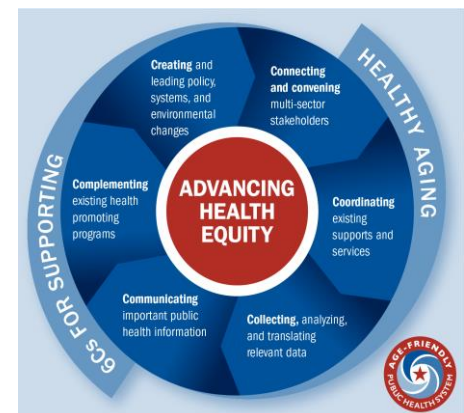 6Cs FOR SUPPORTING
HEALTHY AGING
Creating and
leading policy,
systems, and
environmental
changes
Connecting
and convening
multi-sector
stakeholders
Coordinating
existing
supports and
services
Collecting, analyzing,
and translating
relevant data
Communicating
important public
health information
Complementing
existing health
promoting
programs
ADVANCING
HEALTH
EQUITY
AGE-FRIENDLY
PUBLIC HEALTH SYSTEM